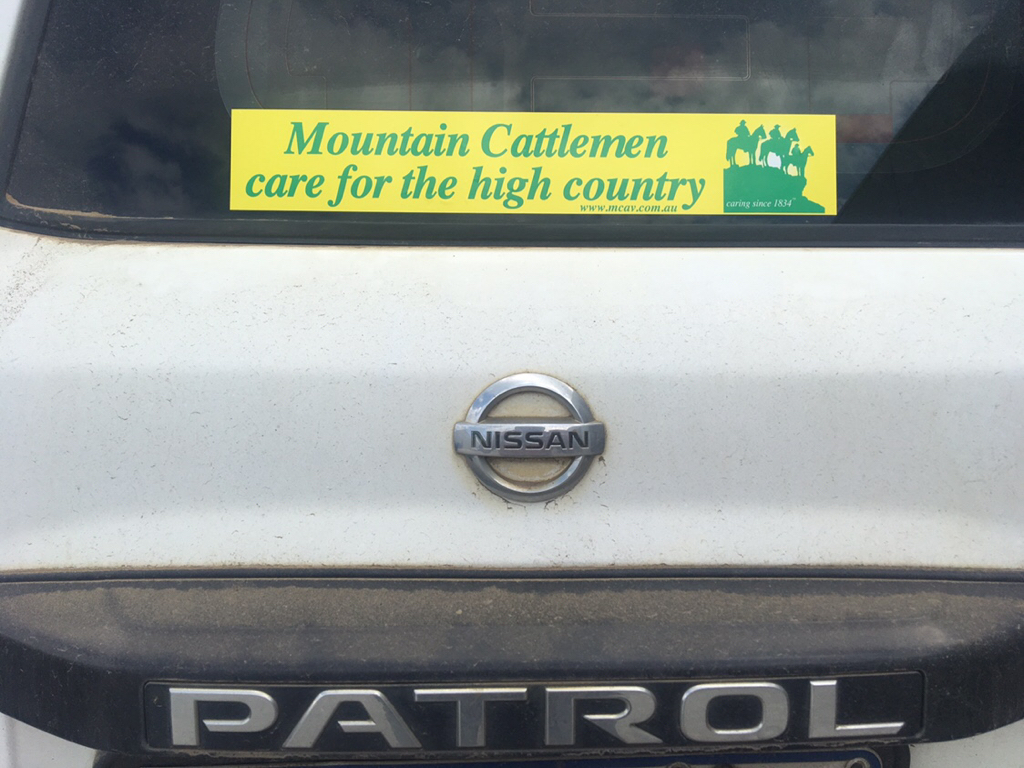 Mountain Cattlemen
care for the high country
www.mcav.com.au
caring since 1834
NISSAN
PATROL